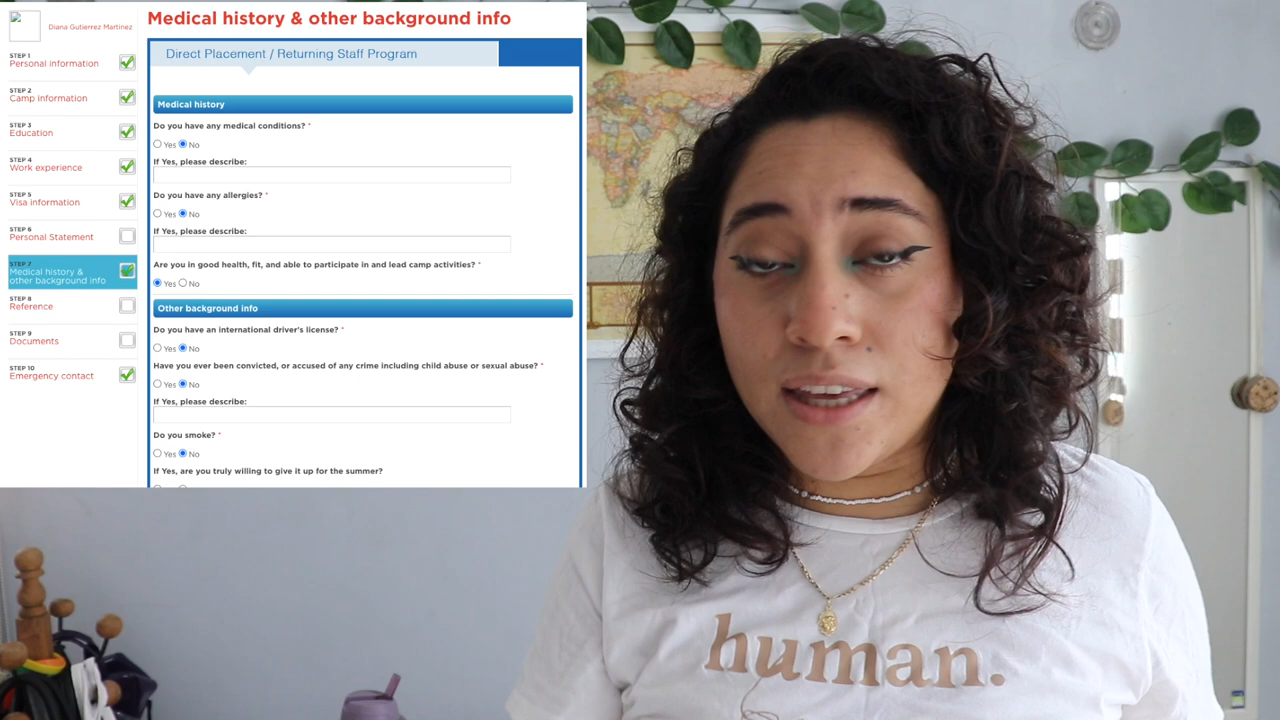 Diana Gutierrez Martinez
STEP 1
Personal information
STEP 2
Camp information
STEP 3
Education
STEP 4
Work experience
STEP 5
Visa information
STEP 6
Personal Statement
STEP 7
Medical history &
other background info
STEP 8
Reference
STEP 9
Documents
STEP 10
Emergency contact
Medical history & other background info
Direct Placement / Returning Staff Program
Medical history
Do you have any medical conditions? *
Yes No
If Yes, please describe:
Do you have any allergies? *
Yes No
If Yes, please describe:
Are you in good health, fit, and able to participate in and lead camp activities? *
Yes No
Other background info
Do you have an international driver's license? *
Yes No
Have you ever been convicted, or accused of any crime including child abuse or sexual abuse? *
Yes No
If Yes, please describe:
Do you smoke? *
Yes No
If Yes, are you truly willing to give it up for the summer?
human.